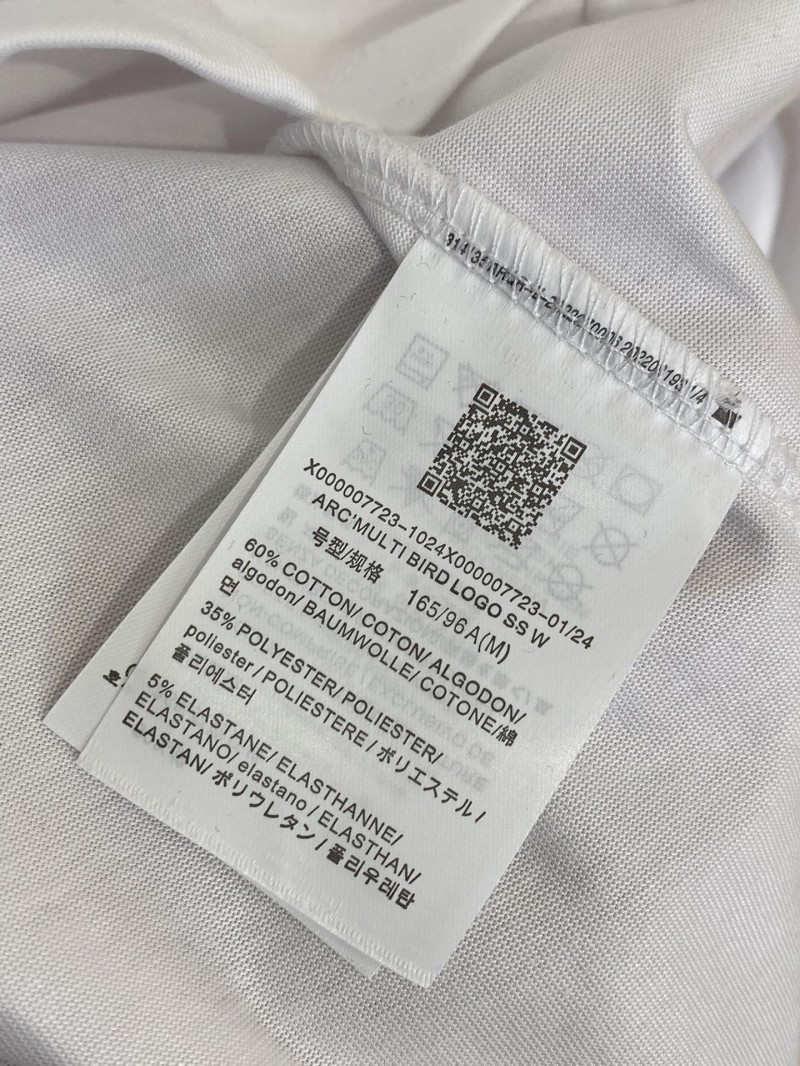 X000007723-1024X000007723-01/24
ARC'MULTI BIRD LOGO SS W
号型/规格 165/96A(M)
60% COTTON/ COTON/ ALGODON/
algodon/ BAUMWOLLE/ COTONE/綿
면
35% POLYESTER/ POLIESTER/
poliester / POLIESTERE / ポリエステル /
폴리에스터
5% ELASTANE/ ELASTHANNE/
ELASTANO/ elastano / ELASTHAN/
ELASTAN/ ポリウレタン / 폴리우레탄